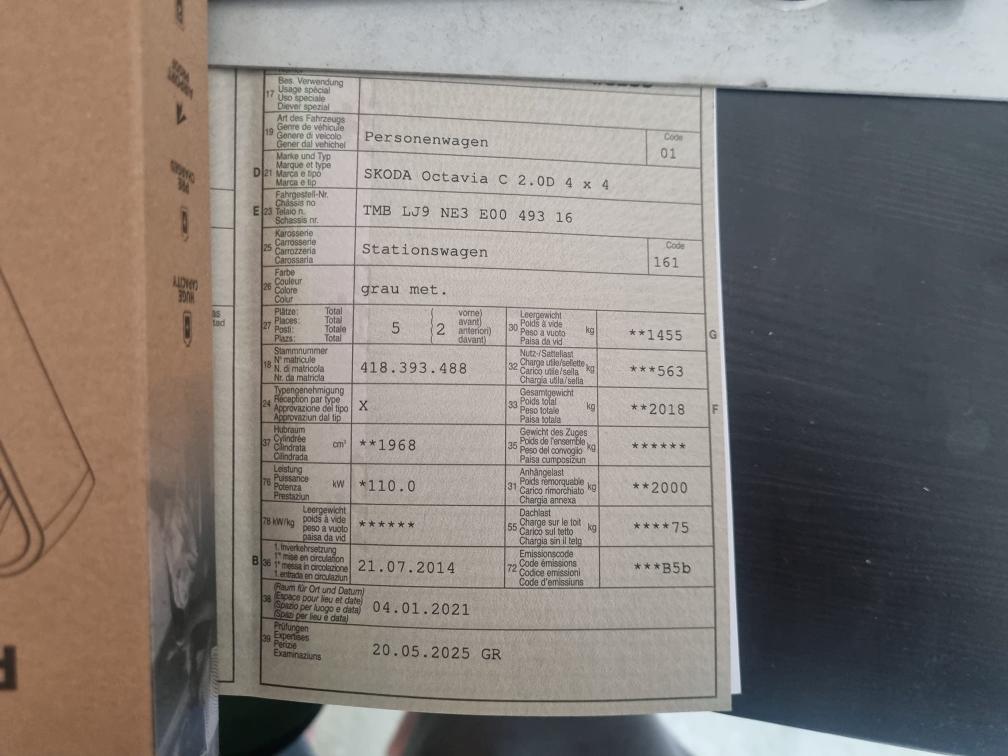 17 Bes. Verwendung
Usage spécial
Uso speciale
Diever spezial
19 Art des Fahrzeugs
Genre de véhicule
Genere di veicolo
Gener dal vehichel
Personenwagen
Code
01
D 21 Marke und Typ
Marque et type
Marca e tipo
Marca e tip
SKODA Octavia C 2.0D 4 x 4
E 23 Fahrgestell-Nr.
Châssis no
Telaio n.
Schassis nr.
TMB LJ9 NE3 E00 493 16
25 Karosserie
Carrosserie
Carrozzeria
Carossaria
Stationswagen
Code
161
26 Farbe
Couleur
Colore
Colur
grau met.
27 Plätze: Total
Places: Total
Posti: Totale
Plazs: Total
5
2
vorne)
avant)
anteriori)
davant)
30 Leergewicht
Poids à vide
Peso a vuoto
Paisa da vid
kg
**1455
G
18 Stammnummer
N° matricule
N. di matricola
Nr. da matricla
418.393.488
32 Nutz-/Sattellast
Charge utile/sellette
Carico utile/sella
Chargia utila/sella
kg
***563
24 Typengenehmigung
Réception par type
Approvazione del tipo
Approvaziun dal tip
X
33 Gesamtgewicht
Poids total
Peso totale
Paisa totala
kg
**2018
F
37 Hubraum
Cylindrée
Cilindrata
Cilindrada
cm³
**1968
35 Gewicht des Zuges
Poids de l'ensemble
Peso del convoglio
Paisa cumposiziun
kg
******
76 Leistung
Puissance
Potenza
Prestaziun
kW
*110.0
31 Anhängelast
Poids remorquable
Carico rimorchiato
Chargia annexa
kg
**2000
78 kW/kg
Leergewicht
poids à vide
peso a vuoto
paisa da vid
******
55 Dachlast
Charge sur le toit
Carico sul tetto
Chargia sin il tetg
kg
****75
B 36 1. Inverkehrsetzung
1re mise en circulation
1a messa in circolazione
1. entrada en circulaziun
21.07.2014
72 Emissionscode
Code émissions
Codice emissioni
Code d'emissiuns
***B5b
38 (Raum für Ort und Datum)
(Espace pour lieu et date)
(Spazio per luogo e data)
(Spazi per lieu e data)
04.01.2021
39 Prüfungen
Expertises
Perizie
Examinaziuns
20.05.2025 GR
HUGE
CAPACITY
PRE
CHARGED